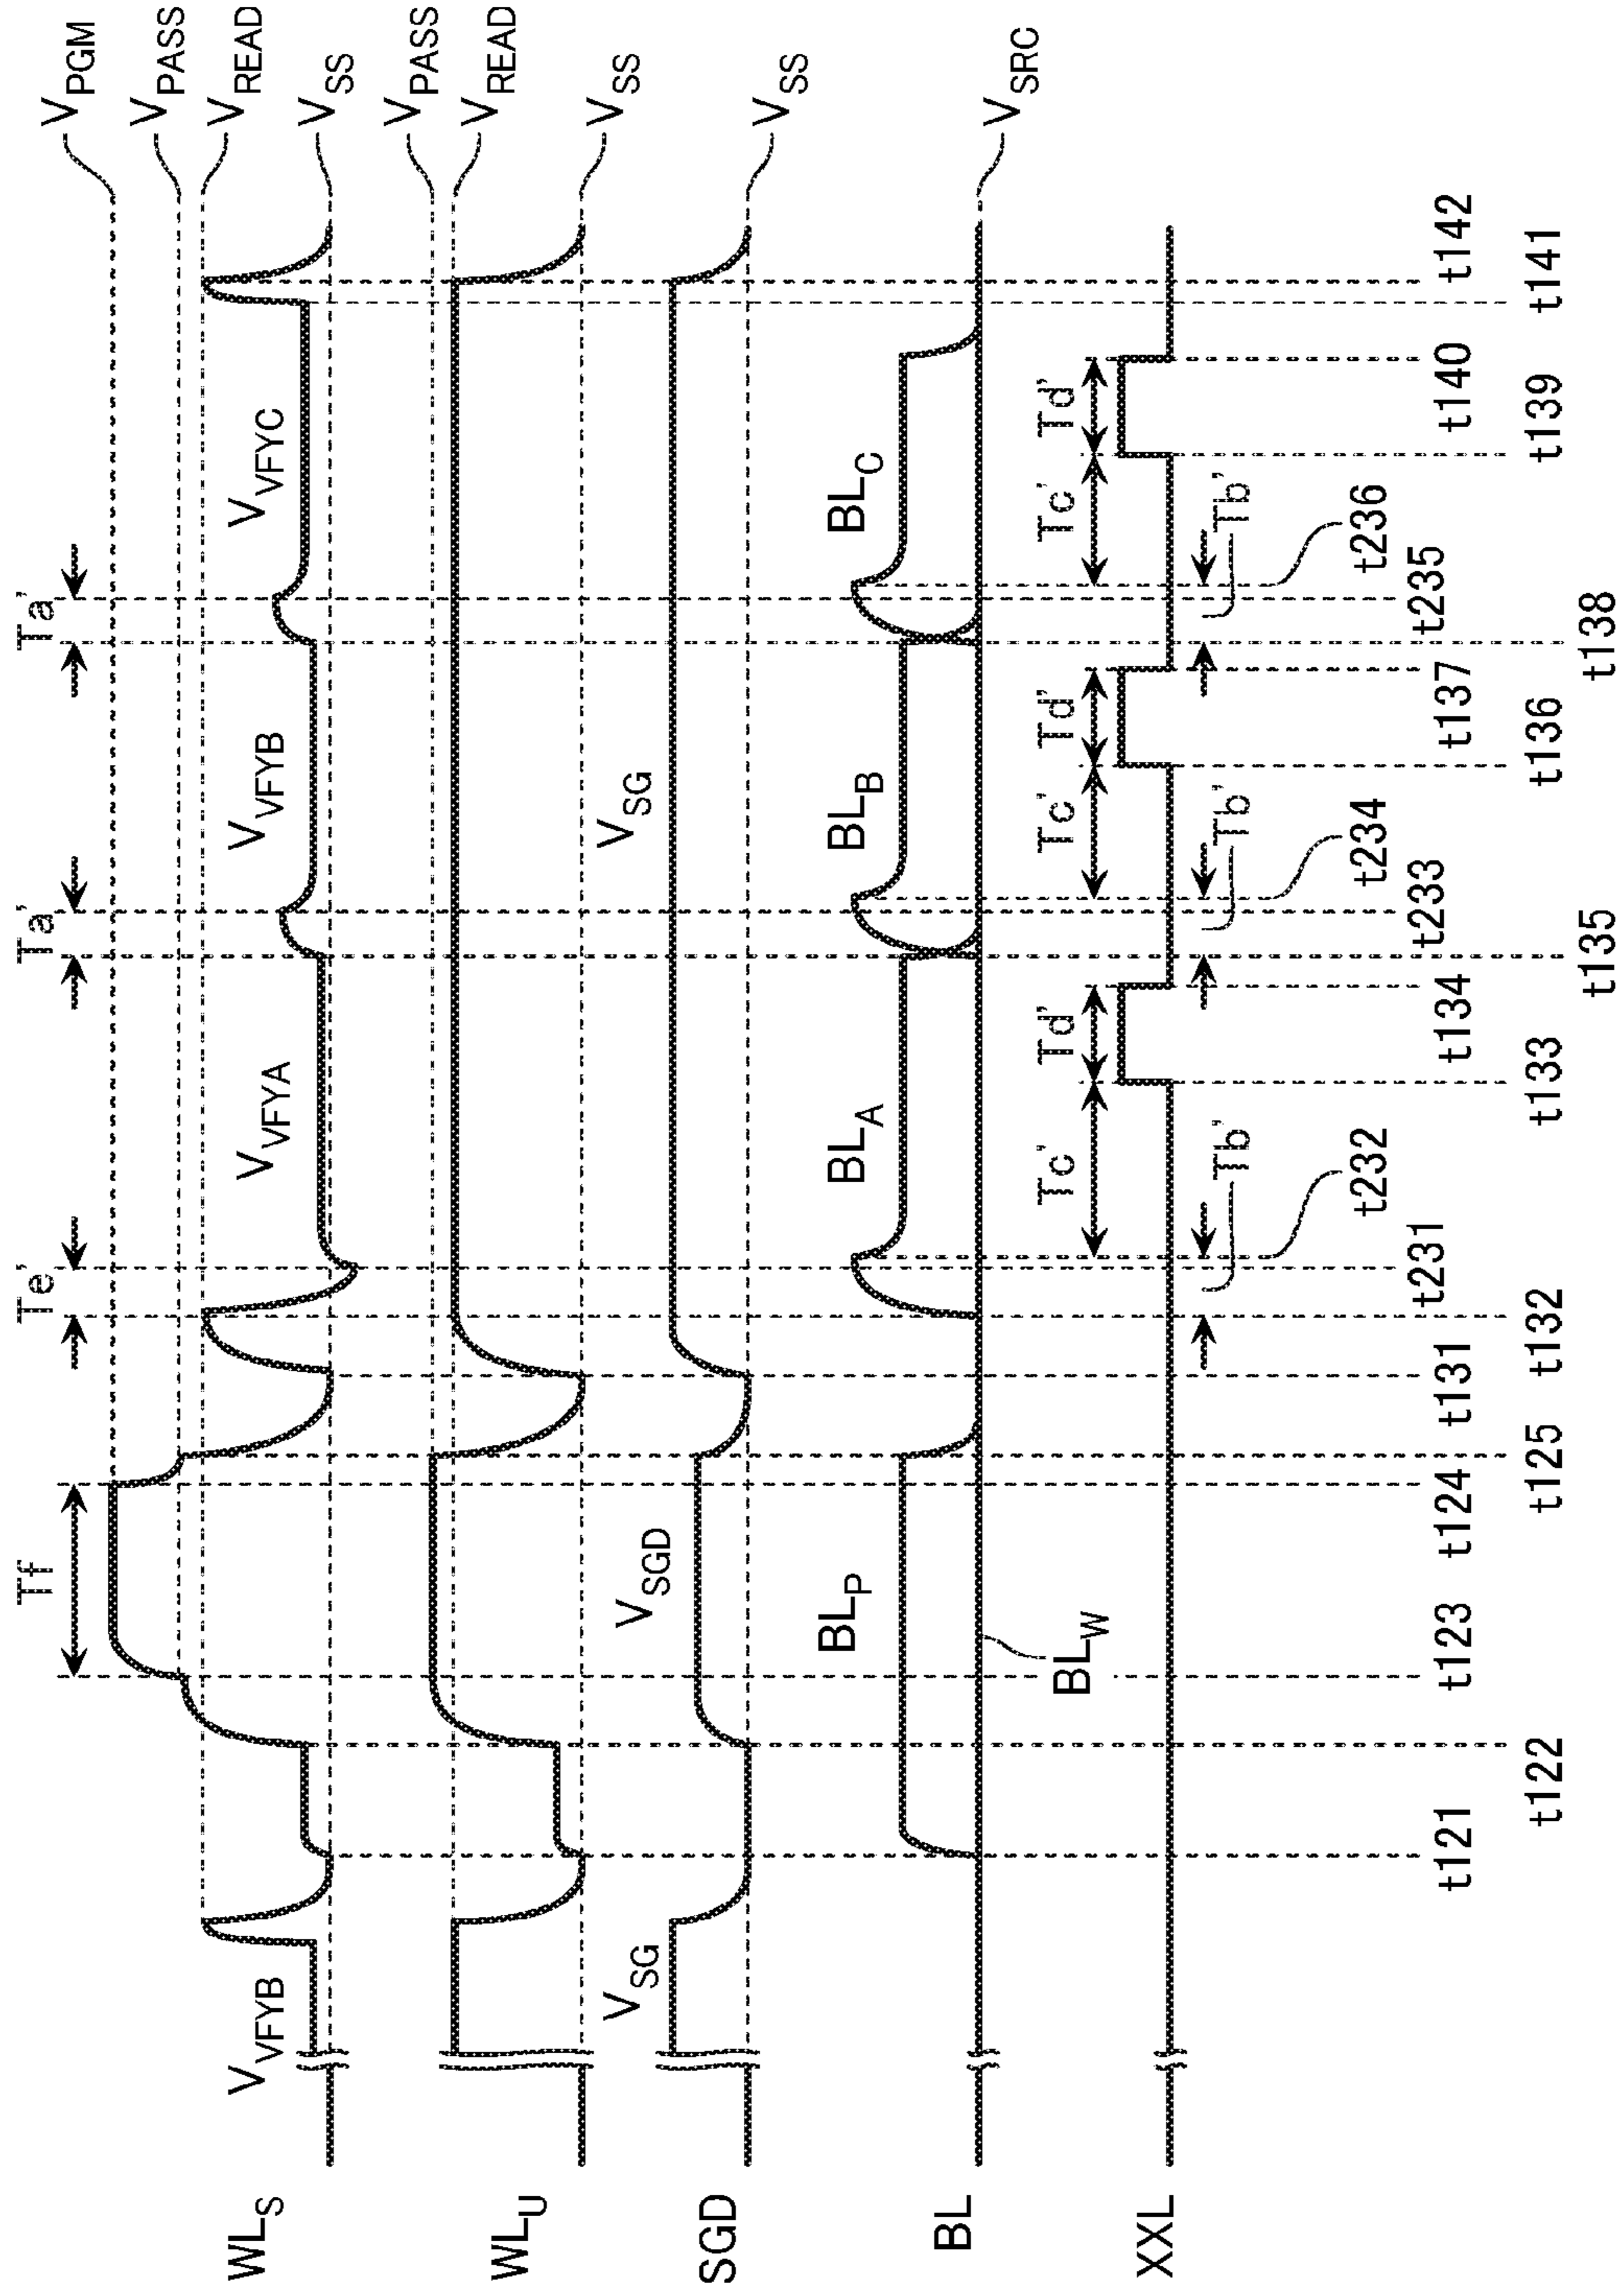 Tf
Te'
Ta'
Ta'
V_PGM
V_PASS
V_READ
V_SS
WL_S
V_VFYB
V_VFYA
V_VFYB
V_VFYC
V_PASS
V_READ
V_SS
WL_U
SGD
V_SG
V_SGD
V_SG
V_SS
BL
BL_P
BL_W
BL_A
BL_B
BL_C
V_SRC
XXL
Tc'
Td'
Tc'
Td'
Tc'
Td'
Tb'
Tb'
Tb'
t232
t234
t236
t231
t233
t235
t121
t123
t124
t131
t134
t137
t140
t142
t122
t125
t132
t133
t136
t139
t141
t135
t138